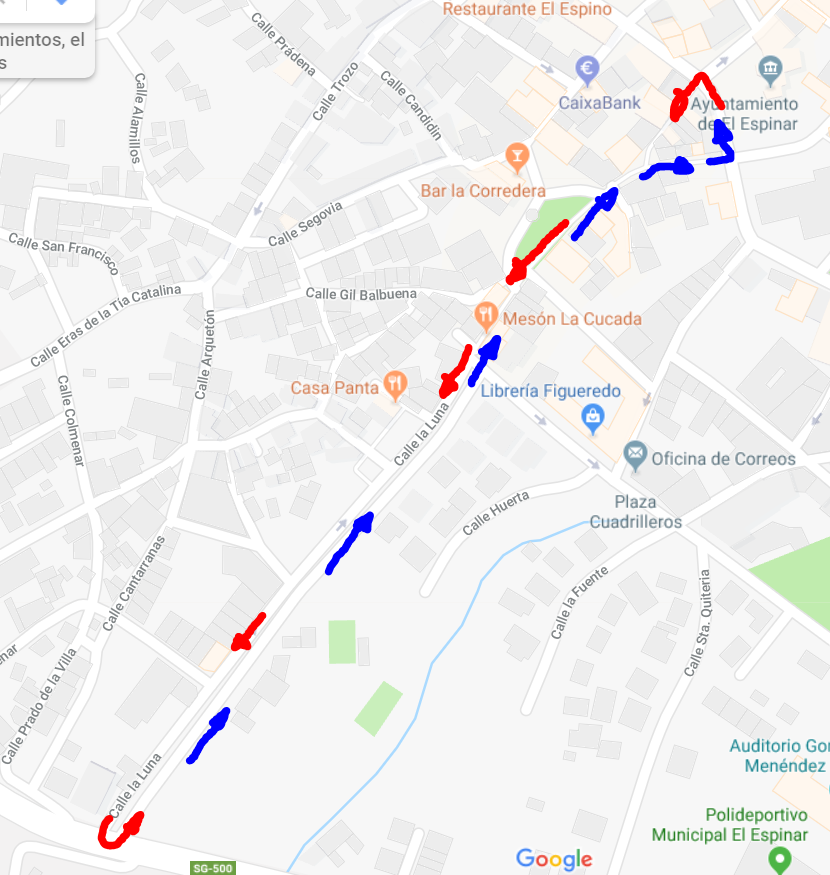 Restaurante El Espino
mientos, el
s
Calle Prádena
Calle Trozo
Calle Candidín
CaixaBank
Ayuntamiento
de El Espinar
Calle Alamillos
Bar la Corredera
Calle Segovia
Calle San Francisco
Calle Gil Balbuena
Calle Eras de la Tía Catalina
Mesón La Cucada
Calle Arquetón
Casa Panta
Librería Figueredo
Calle Colmenar
Calle la Luna
Oficina de Correos
Plaza
Cuadrilleros
Calle Huerta
Calle Cantarranas
Calle la Fuente
Calle Sta. Quiteria
enar
Calle Prado de la Villa
Calle la Luna
Auditorio Gon
Menéndez
Polideportivo
Municipal El Espinar
Google
SG-500